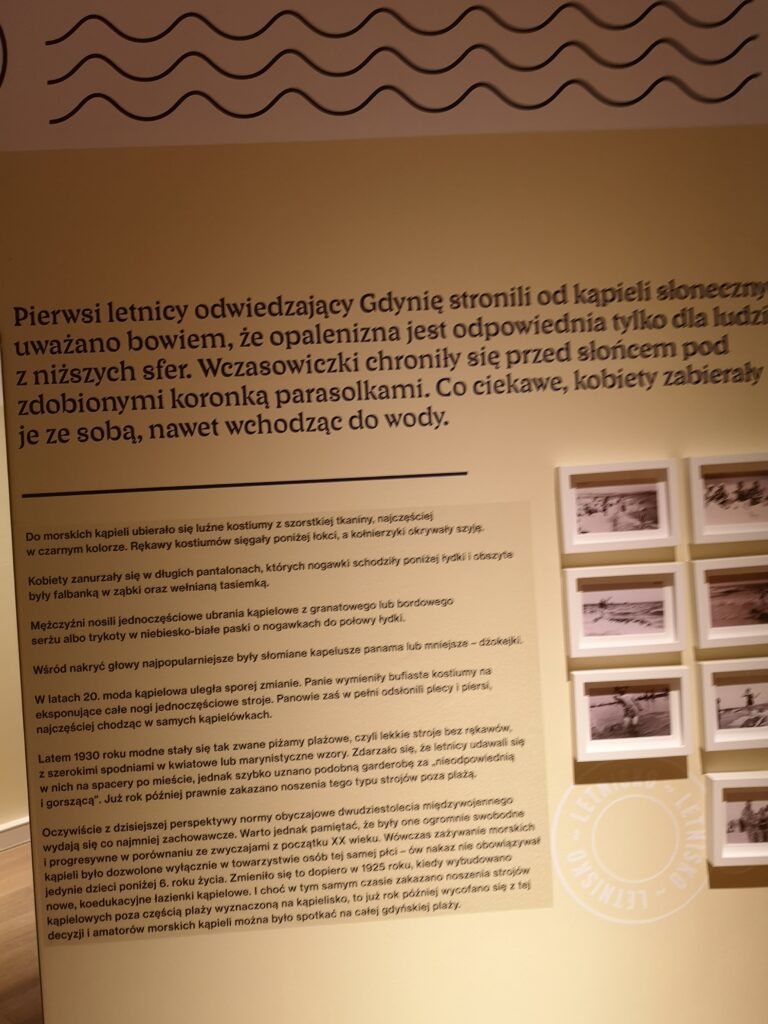 Pierwsi letnicy odwiedzający Gdynię stronili od kąpieli słoneczny
uważano bowiem, że opalenizna jest odpowiednia tylko dla ludzi
z niższych sfer. Wczasowiczki chroniły się przed słońcem pod
zdobionymi koronką parasolkami. Co ciekawe, kobiety zabierały
je ze sobą, nawet wchodząc do wody.
Do morskich kąpieli ubierało się luźne kostiumy z szorstkiej tkaniny, najczęściej
w czarnym kolorze. Rękawy kostiumów sięgały poniżej łokci, a kołnierzyki okrywały szyję.
Kobiety zanurzały się w długich pantalonach, których nogawki schodziły poniżej łydki i obszyte
były falbanką w ząbki oraz wełnianą tasiemką.
Mężczyźni nosili jednoczęściowe ubrania kąpielowe z granatowego lub bordowego
serżu albo trykoty w niebiesko-białe paski o nogawkach do połowy łydki.
Wśród nakryć głowy najpopularniejsze były słomiane kapelusze panama lub mniejsze – dżokejki.
W latach 20. moda kąpielowa uległa sporej zmianie. Panie wymieniły bufiaste kostiumy na
eksponujące całe nogi jednoczęściowe stroje. Panowie zaś w pełni odsłonili plecy i piersi,
najczęściej chodząc w samych kąpielówkach.
Latem 1930 roku modne stały się tak zwane piżamy plażowe, czyli lekkie stroje bez rękawów,
z szerokimi spodniami w kwiatowe lub marynistyczne wzory. Zdarzało się, że letnicy udawali się
w nich na spacery po mieście, jednak szybko uznano podobną garderobę za „nieodpowiednią
i gorszącą”. Już rok później prawnie zakazano noszenia tego typu strojów poza plażą.
Oczywiście z dzisiejszej perspektywy normy obyczajowe dwudziestolecia międzywojennego
wydają się co najmniej zachowawcze. Warto jednak pamiętać, że były one ogromnie swobodne
i progresywne w porównaniu ze zwyczajami z początku XX wieku. Wówczas zażywanie morskich
kąpieli było dozwolone wyłącznie w towarzystwie osób tej samej płci – ów nakaz nie obowiązywał
jedynie dzieci poniżej 6. roku życia. Zmieniło się to dopiero w 1925 roku, kiedy wybudowano
nowe, koedukacyjne łazienki kąpielowe. I choć w tym samym czasie zakazano noszenia strojów
kąpielowych poza częścią plaży wyznaczoną na kąpielisko, to już rok później wycofano się z tej
decyzji i amatorów morskich kąpieli można było spotkać na całej gdyńskiej plaży.
LETNISKO – LETNISKO – LETNISKO –